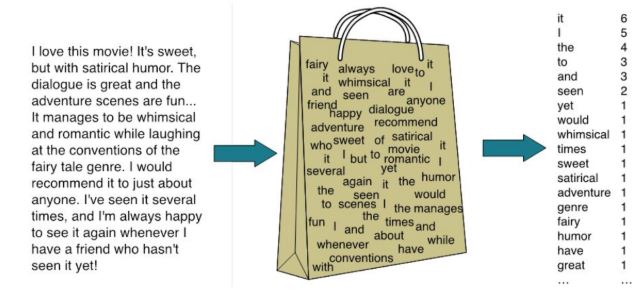 I love this movie! It's sweet,
but with satirical humor. The
dialogue is great and the
adventure scenes are fun...
It manages to be whimsical
and romantic while laughing
at the conventions of the
fairy tale genre. I would
recommend it to just about
anyone. I've seen it several
times, and I'm always happy
to see it again whenever I
have a friend who hasn't
seen it yet!
fairy always love to it
it whimsical it I
and seen are anyone
friend happy dialogue
adventure recommend
who sweet of satirical
it I but to movie it
romantic I
several yet
again it the humor
the seen would
to scenes I the manages
the times and
fun I and about
whenever have while
conventions
with
it 6
I 5
the 4
to 3
and 3
seen 2
yet 1
would 1
whimsical 1
times 1
sweet 1
satirical 1
adventure 1
genre 1
fairy 1
humor 1
have 1
great 1
... ...